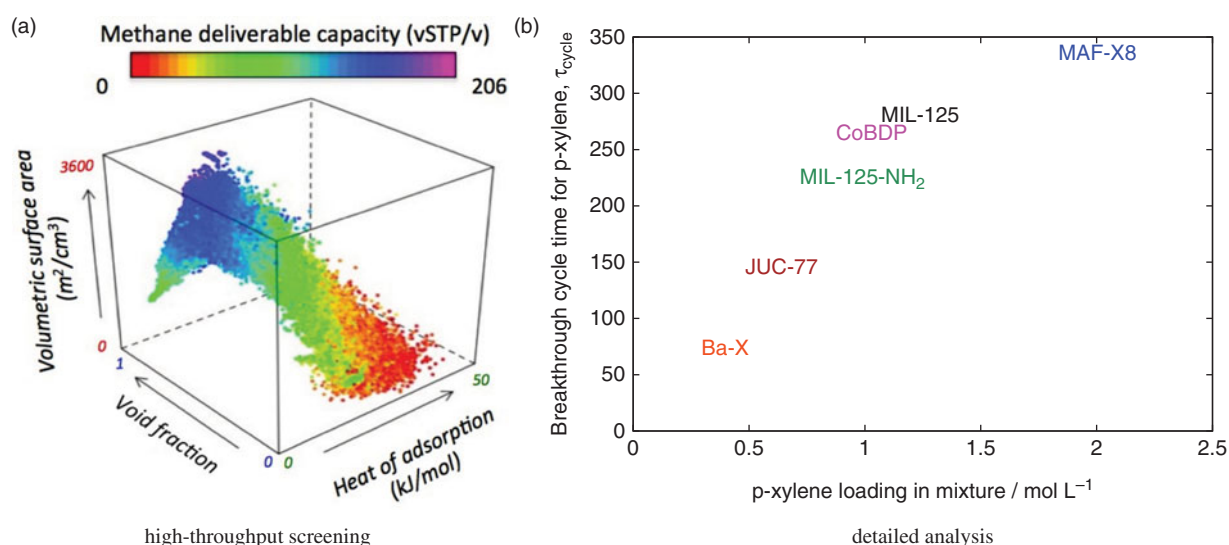 (a)
Methane deliverable capacity (vSTP/v)
0
206
Volumetric surface area
(m²/cm³)
3600
0
1
Void fraction
0
0
Heat of adsorption
(kJ/mol)
50
high-throughput screening
(b)
Breakthrough cycle time for p-xylene, τcycle
350
300
250
200
150
100
50
0
MAF-X8
MIL-125
CoBDP
MIL-125-NH₂
JUC-77
Ba-X
0
0.5
1
1.5
2
2.5
p-xylene loading in mixture / mol L⁻¹
detailed analysis